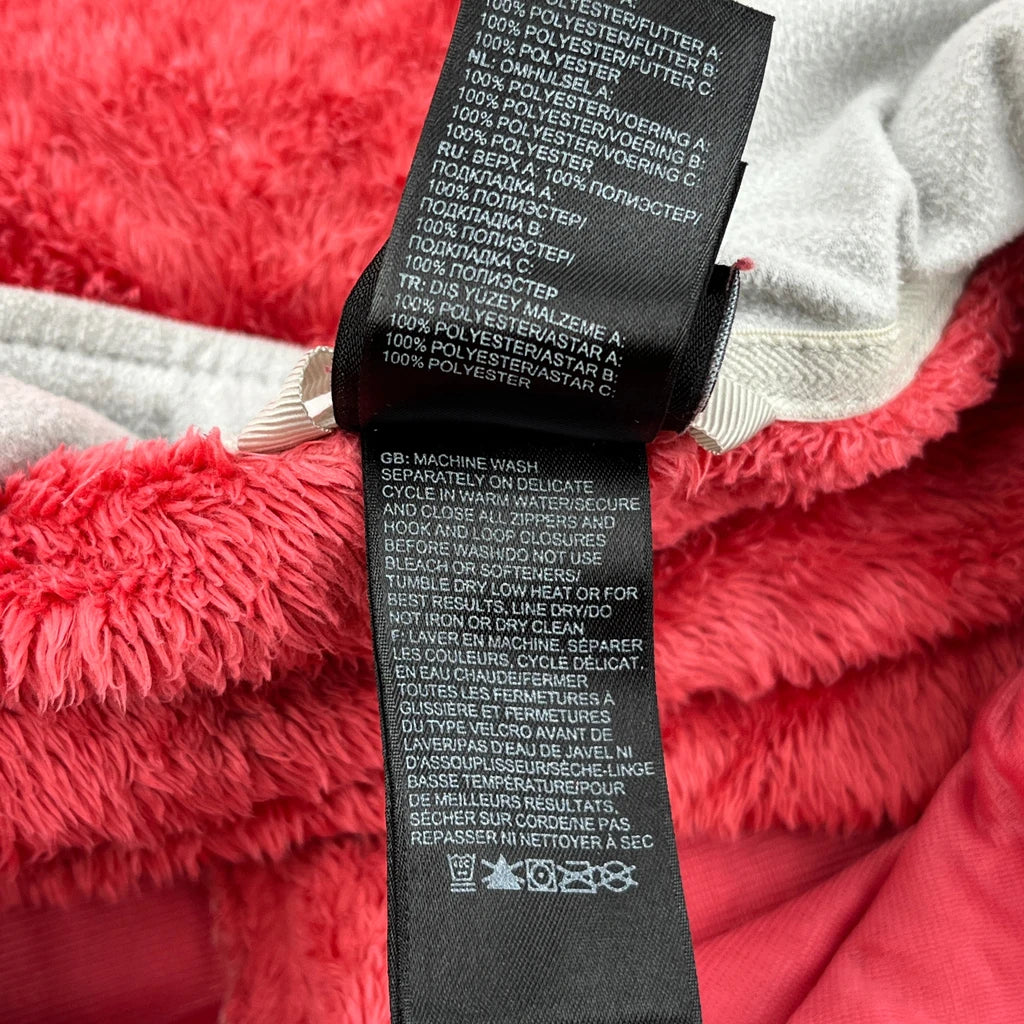 POLYESTER/FUTTER A:
100% POLYESTER/FUTTER B:
100% POLYESTER/FUTTER C:
100% POLYESTER
NL: OMHULSEL A:
100% POLYESTER/VOERING A:
100% POLYESTER/VOERING B:
100% POLYESTER/VOERING C:
100% POLYESTER
RU: ВЕРХ А, 100% ПОЛИЭСТЕР/
ПОДКЛАДКА А:
100% ПОЛИЭСТЕР/
ПОДКЛАДКА В:
100% ПОЛИЭСТЕР/
ПОДКЛАДКА С:
100% ПОЛИЭСТЕР
TR: DIŞ YÜZEY MALZEME A:
100% POLYESTER/ASTAR A:
100% POLYESTER/ASTAR B:
100% POLYESTER/ASTAR C:
100% POLYESTER
GB: MACHINE WASH
SEPARATELY ON DELICATE
CYCLE IN WARM WATER/SECURE
AND CLOSE ALL ZIPPERS AND
HOOK AND LOOP CLOSURES
BEFORE WASH/DO NOT USE
BLEACH OR SOFTENERS/
TUMBLE DRY LOW HEAT OR FOR
BEST RESULTS, LINE DRY/DO
NOT IRON OR DRY CLEAN
F: LAVER EN MACHINE, SÉPARER
LES COULEURS, CYCLE DÉLICAT,
EN EAU CHAUDE/FERMER
TOUTES LES FERMETURES À
GLISSIÈRE ET FERMETURES
DU TYPE VELCRO AVANT DE
LAVER/PAS D'EAU DE JAVEL NI
D'ASSOUPLISSEUR/SÈCHE-LINGE
BASSE TEMPÉRATURE/POUR
DE MEILLEURS RÉSULTATS,
SÉCHER SUR CORDE/NE PAS
REPASSER NI NETTOYER À SEC